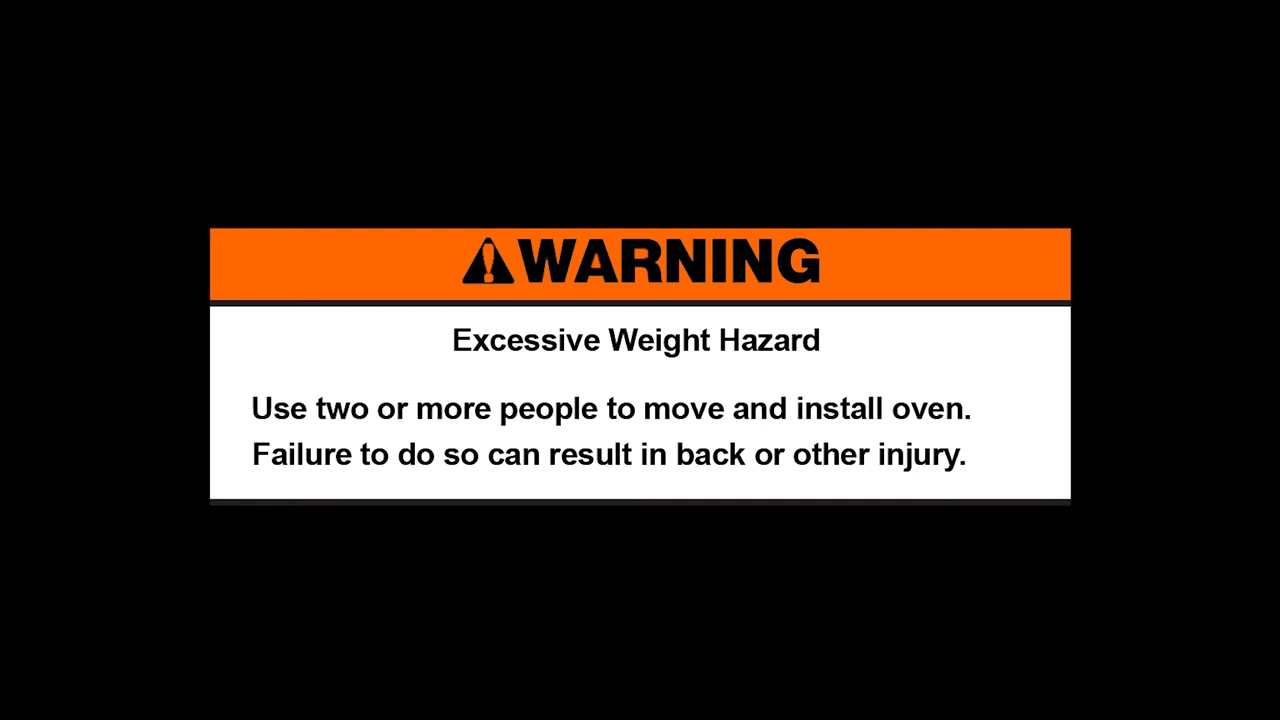 WARNING
Excessive Weight Hazard
Use two or more people to move and install oven.
Failure to do so can result in back or other injury.